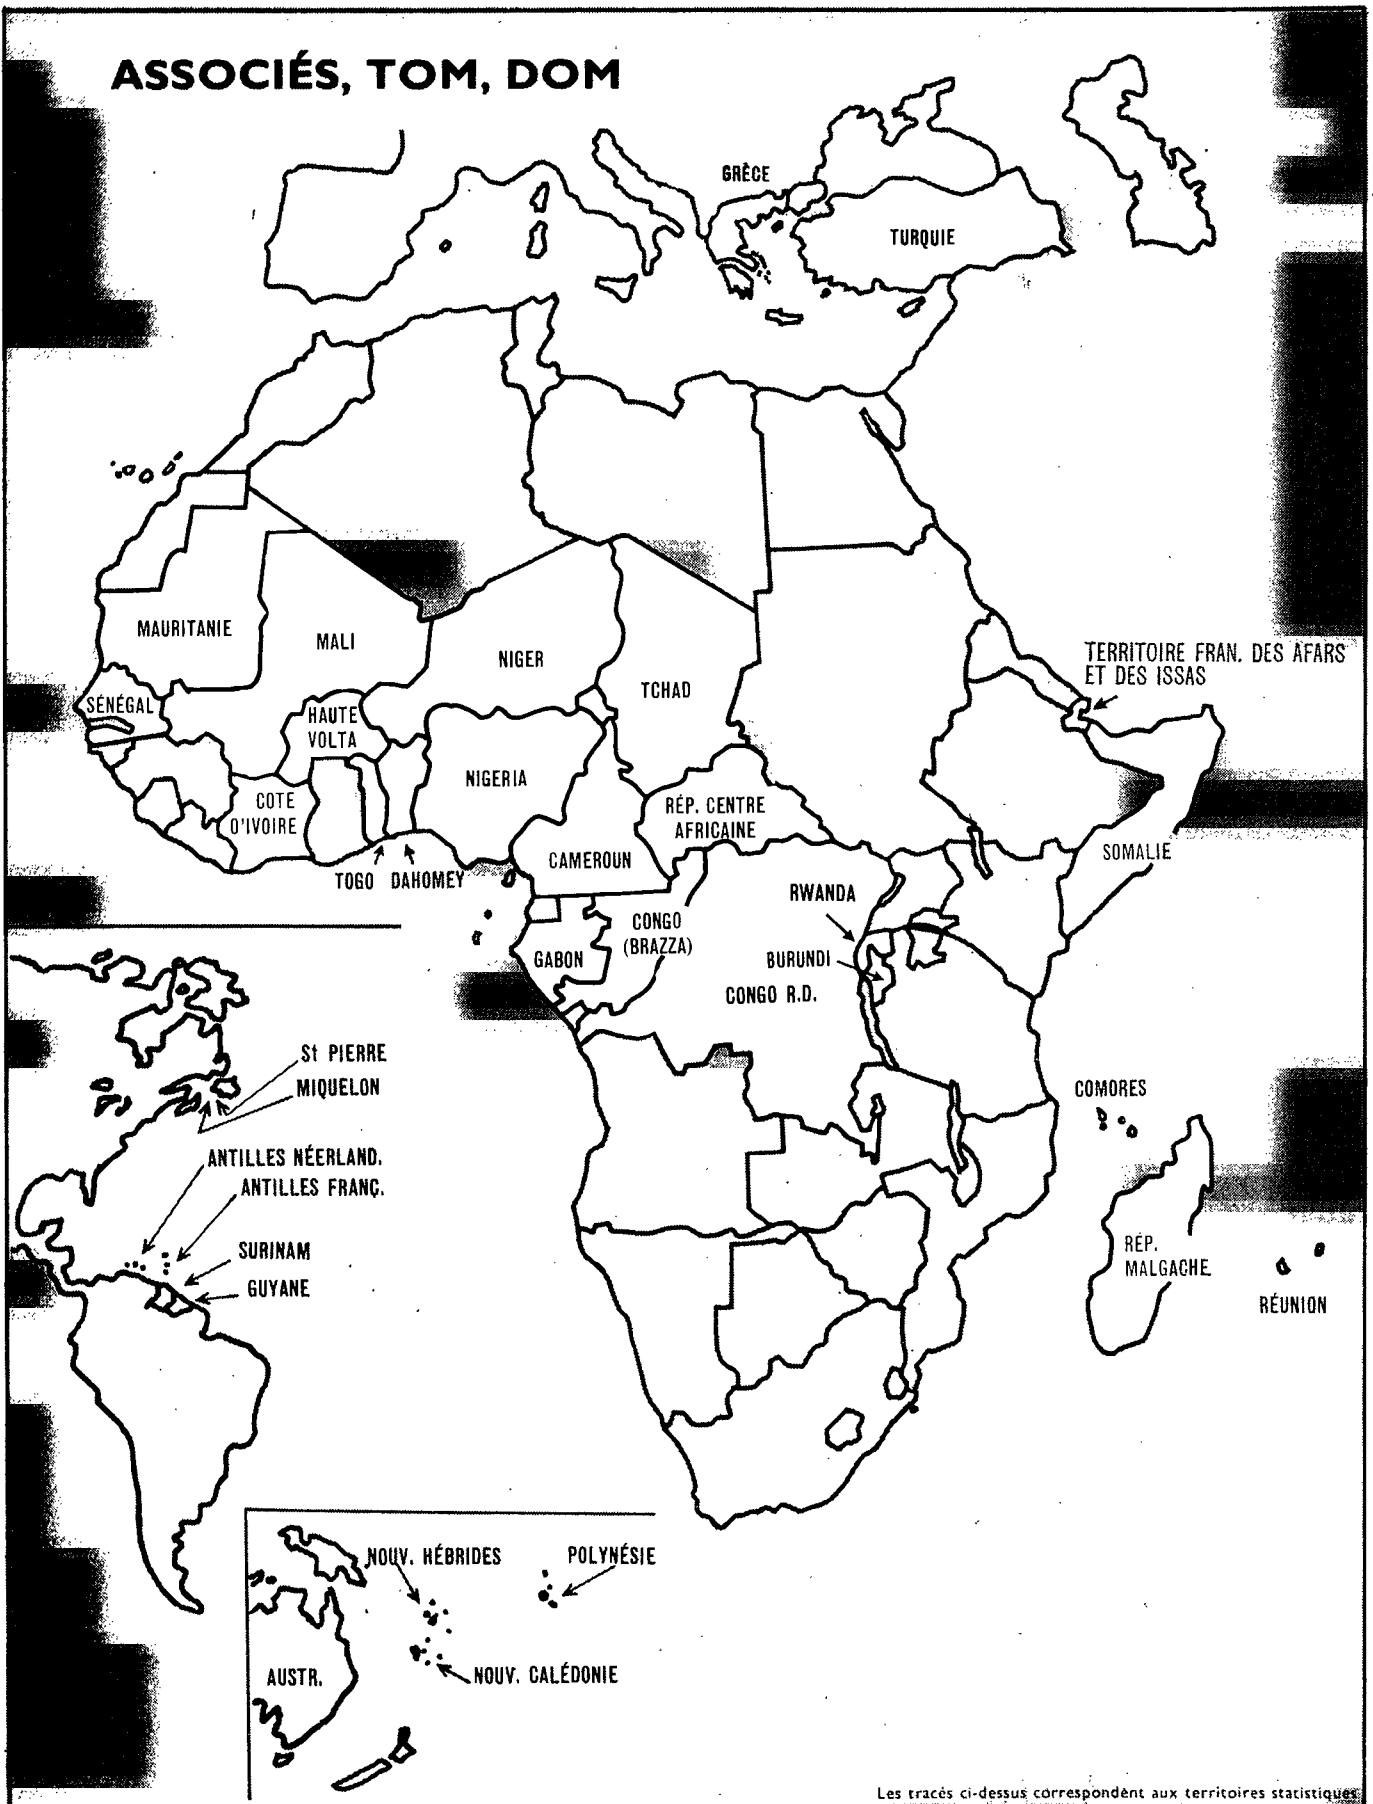 ASSOCIÉS, TOM, DOM
GRÈCE
TURQUIE
MAURITANIE
MALI
NIGER
TCHAD
TERRITOIRE FRAN. DES AFARS
ET DES ISSAS
SÉNÉGAL
HAUTE
VOLTA
NIGERIA
COTE
D'IVOIRE
RÉP. CENTRE
AFRICAINE
CAMEROUN
SOMALIE
TOGO
DAHOMEY
RWANDA
CONGO
(BRAZZA)
GABON
BURUNDI
CONGO R.D.
St PIERRE
MIQUELON
COMORES
ANTILLES NÉERLAND.
ANTILLES FRANÇ.
SURINAM
GUYANE
RÉP.
MALGACHE
RÉUNION
NOUV. HÉBRIDES
POLYNÉSIE
AUSTR.
NOUV. CALÉDONIE
Les tracés ci-dessus correspondent aux territoires statistiques